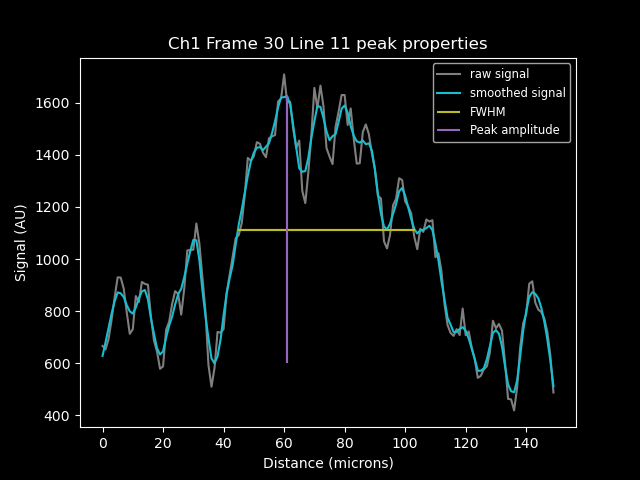 Ch1 Frame 30 Line 11 peak properties
raw signal
smoothed signal
FWHM
Peak amplitude
Signal (AU)
1600
1400
1200
1000
800
600
400
0 20 40 60 80 100 120 140
Distance (microns)